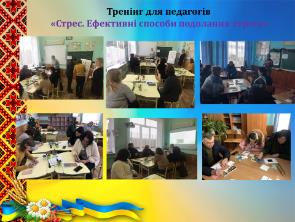 Тренінг для педагогів
«Стрес. Ефективні способи подолання стресу»